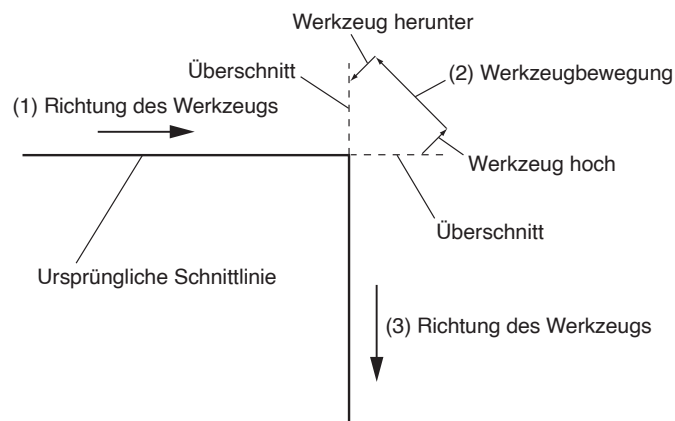 Werkzeug herunter
Überschnitt
(2) Werkzeugbewegung
(1) Richtung des Werkzeugs
Werkzeug hoch
Überschnitt
Ursprüngliche Schnittlinie
(3) Richtung des Werkzeugs